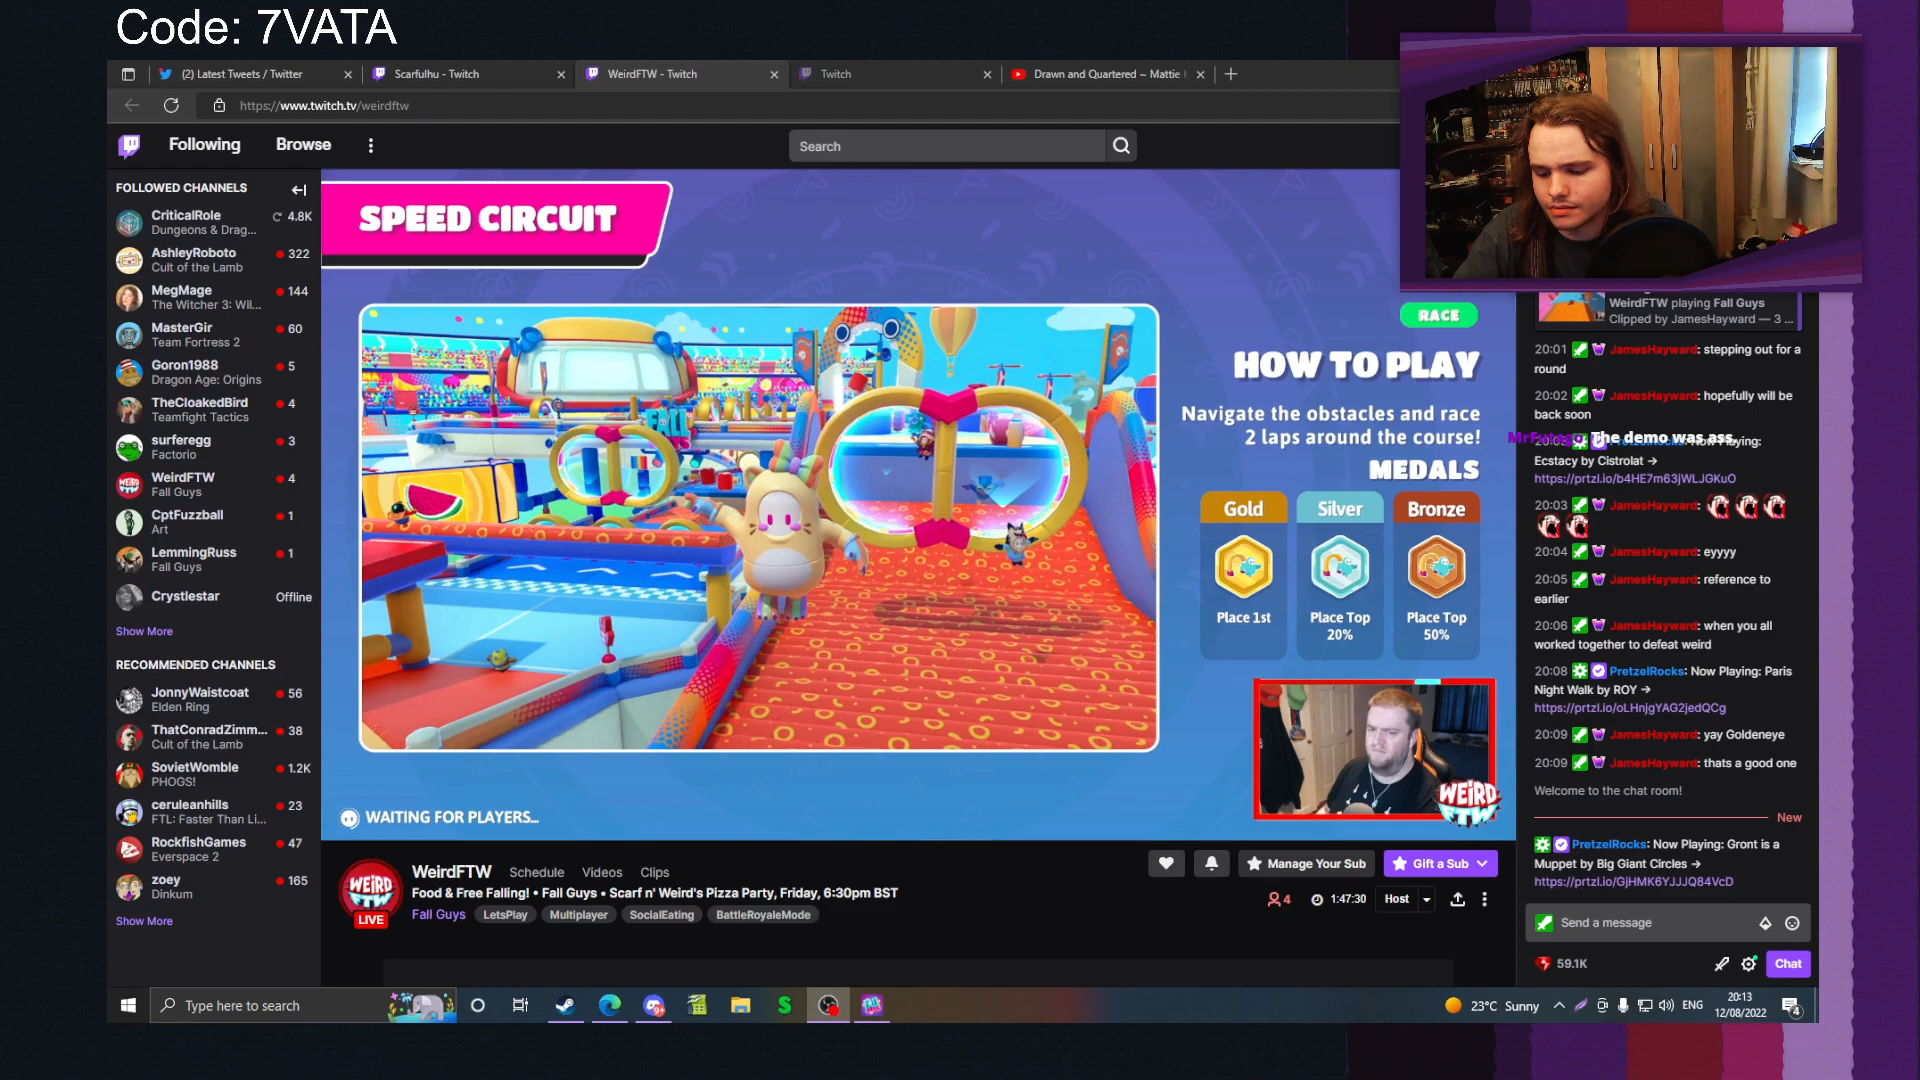 Code: 7VATA
(2) Latest Tweets / Twitter
Scarfulhu - Twitch
WeirdFTW - Twitch
Twitch
Drawn and Quartered ~ Mattie
https://www.twitch.tv/weirdftw
Following
Browse
Search
FOLLOWED CHANNELS
CriticalRole
4.8K
Dungeons & Drag...
AshleyRoboto
322
Cult of the Lamb
MegMage
144
The Witcher 3: Wil...
MasterGir
60
Team Fortress 2
Goron1988
5
Dragon Age: Origins
TheCloakedBird
4
Teamfight Tactics
surferegg
3
Factorio
WeirdFTW
4
Fall Guys
CptFuzzball
1
Art
LemmingRuss
1
Fall Guys
Crystlestar
Offline
Show More
RECOMMENDED CHANNELS
JonnyWaistcoat
56
Elden Ring
ThatConradZimm...
38
Cult of the Lamb
SovietWomble
1.2K
PHOGS!
ceruleanhills
23
FTL: Faster Than Li...
RockfishGames
47
Everspace 2
zoey
165
Dinkum
Show More
SPEED CIRCUIT
FALL
RACE
HOW TO PLAY
Navigate the obstacles and race
2 laps around the course!
MEDALS
Gold
Silver
Bronze
Place 1st
Place Top
20%
Place Top
50%
WEIRD
FTW
WAITING FOR PLAYERS...
WEIRD
FTW
LIVE
WeirdFTW
Schedule
Videos
Clips
Food & Free Falling! • Fall Guys • Scarf n' Weird's Pizza Party, Friday, 6:30pm BST
Fall Guys
LetsPlay
Multiplayer
SocialEating
BattleRoyaleMode
Manage Your Sub
Gift a Sub
4
1:47:30
Host
WeirdFTW playing Fall Guys
Clipped by JamesHayward — 3 ...
20:01 JamesHayward: stepping out for a
round
20:02 JamesHayward: hopefully will be
back soon
The demo was ass.
Now Playing:
Ecstacy by Cistrolat →
https://prtzl.io/b4HE7m63jWLJGKuO
20:03 JamesHayward:
20:04 JamesHayward: eyyyy
20:05 JamesHayward: reference to
earlier
20:06 JamesHayward: when you all
worked together to defeat weird
20:08 PretzelRocks: Now Playing: Paris
Night Walk by ROY →
https://prtzl.io/oLHnjgYAG2jedQCg
20:09 JamesHayward: yay Goldeneye
20:09 JamesHayward: thats a good one
Welcome to the chat room!
New
PretzelRocks: Now Playing: Gront is a
Muppet by Big Giant Circles →
https://prtzl.io/GjHMK6YJJJQ84VcD
Send a message
59.1K
Chat
Type here to search
23°C Sunny
ENG
20:13
12/08/2022
4